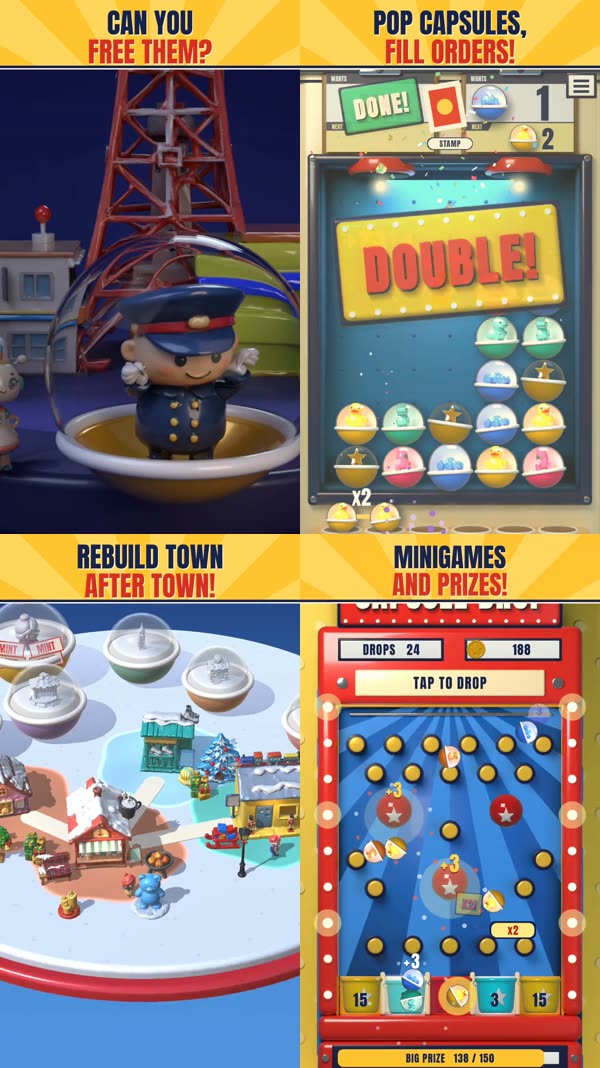 CAN YOU
FREE THEM?
POP CAPSULES,
FILL ORDERS!
WANTS
DONE!
WANTS
1
NEXT
STAMP
NEXT
2
DOUBLE!
x2
REBUILD TOWN
AFTER TOWN!
MINT
MINT
MINIGAMES
AND PRIZES!
CAPSULE DROP
DROPS 24
188
TAP TO DROP
+3
+3
x2
+3
15
3
15
BIG PRIZE 138 / 150